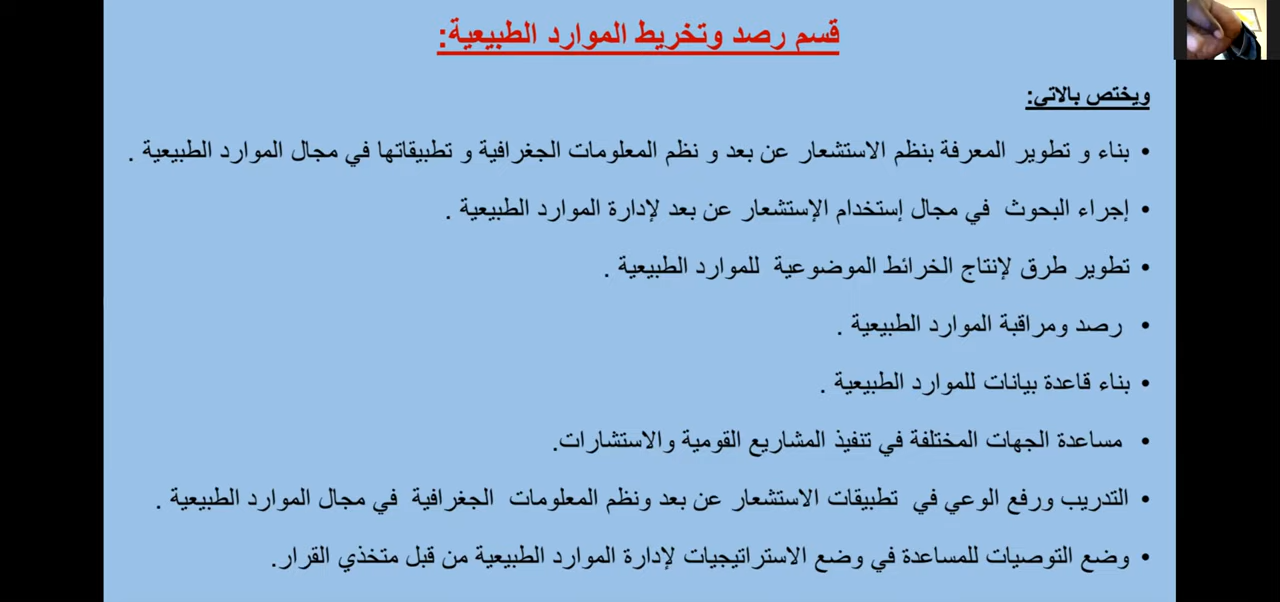 قسم رصد وتخريط الموارد الطبيعية:
ويختص بالاتي:
• بناء و تطوير المعرفة بنظم الاستشعار عن بعد و نظم المعلومات الجغرافية و تطبيقاتها في مجال الموارد الطبيعية .
• إجراء البحوث في مجال إستخدام الإستشعار عن بعد لإدارة الموارد الطبيعية .
• تطوير طرق لإنتاج الخرائط الموضوعية للموارد الطبيعية .
• رصد ومراقبة الموارد الطبيعية .
• بناء قاعدة بيانات للموارد الطبيعية .
• مساعدة الجهات المختلفة في تنفيذ المشاريع القومية والاستشارات.
• التدريب ورفع الوعي في تطبيقات الاستشعار عن بعد ونظم المعلومات الجغرافية في مجال الموارد الطبيعية .
• وضع التوصيات للمساعدة في وضع الاستراتيجيات لإدارة الموارد الطبيعية من قبل متخذي القرار.